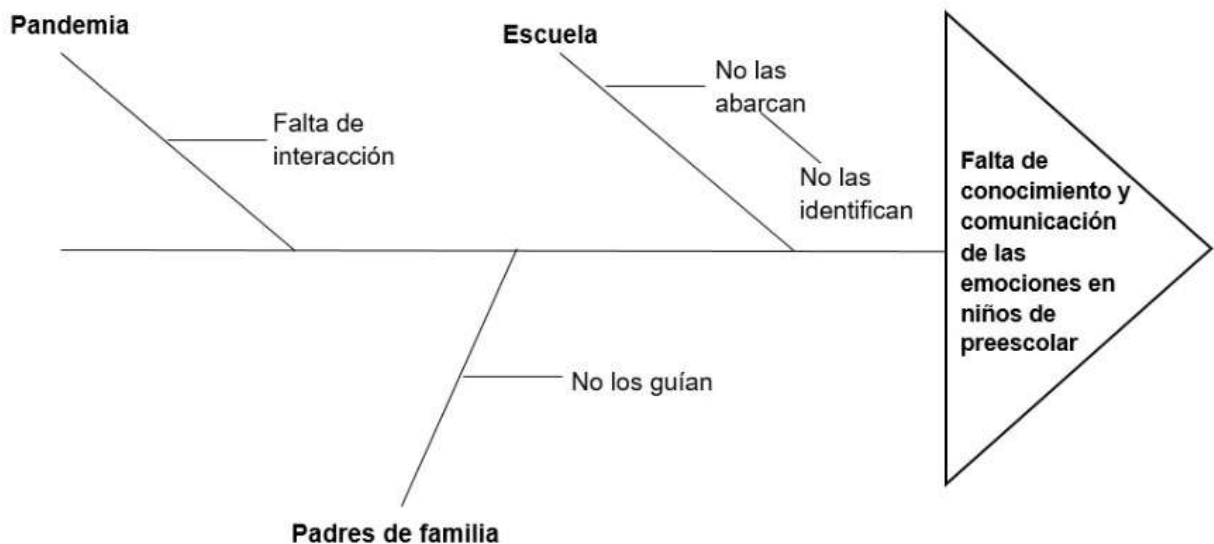 Pandemia
Escuela
No las
abarcan
Falta de
interacción
No las
identifican
Falta de
conocimiento y
comunicación
de las
emociones en
niños de
preescolar
No los guían
Padres de familia